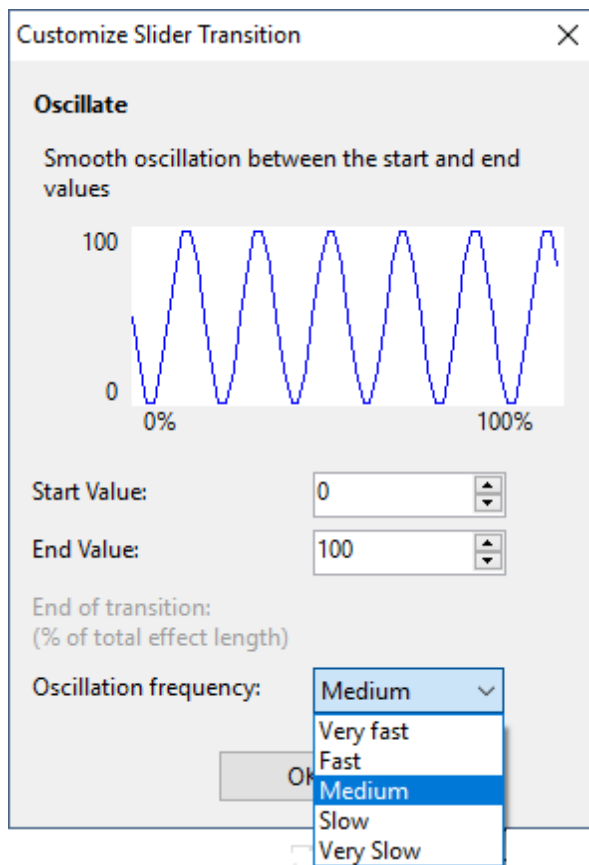 Customize Slider Transition
Oscillate
Smooth oscillation between the start and end
values
100
0
0%
100%
Start Value:
0
End Value:
100
End of transition:
(% of total effect length)
Oscillation frequency:
Medium
Very fast
Fast
Medium
Slow
Very Slow